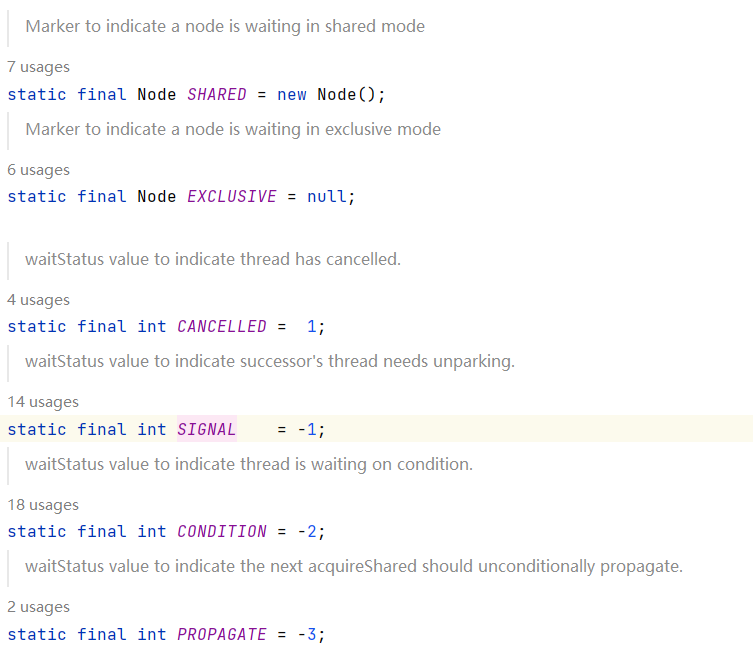 Marker to indicate a node is waiting in shared mode
7 usages
static final Node SHARED = new Node();
Marker to indicate a node is waiting in exclusive mode
6 usages
static final Node EXCLUSIVE = null;
waitStatus value to indicate thread has cancelled.
4 usages
static final int CANCELLED =  1;
waitStatus value to indicate successor's thread needs unparking.
14 usages
static final int SIGNAL    = -1;
waitStatus value to indicate thread is waiting on condition.
18 usages
static final int CONDITION = -2;
waitStatus value to indicate the next acquireShared should unconditionally propagate.
2 usages
static final int PROPAGATE = -3;